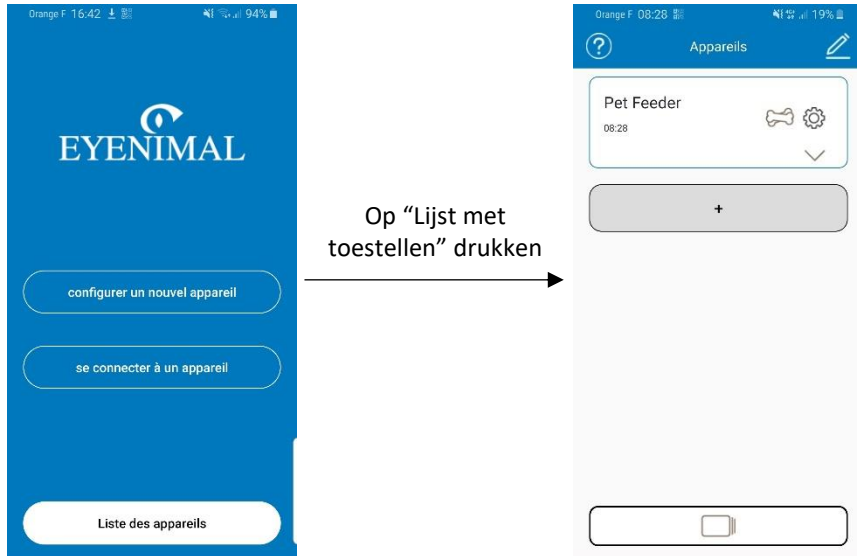 Orange F 16:42 94%
EYENIMAL
configurer un nouvel appareil
se connecter à un appareil
Liste des appareils
Op “Lijst met
toestellen” drukken
Orange F 08:28 19%
Appareils
Pet Feeder
08:28
+